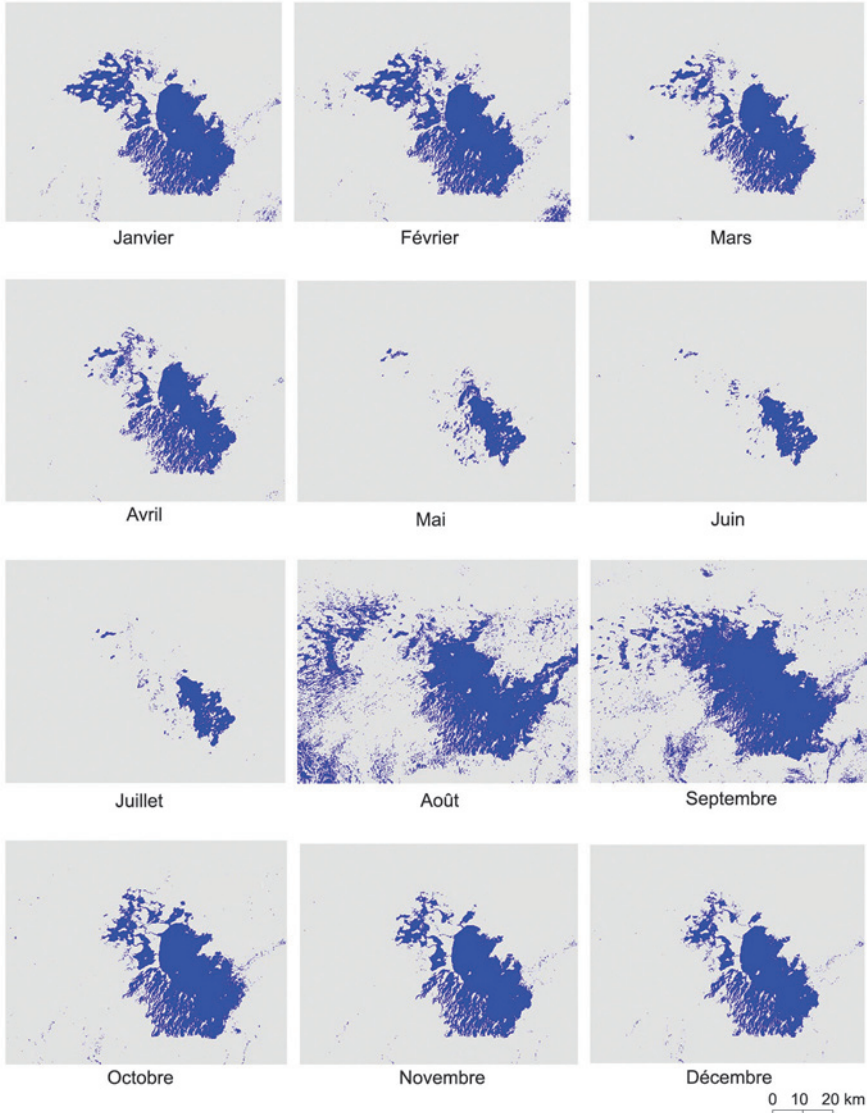 Janvier
Février
Mars
Avril
Mai
Juin
Juillet
Août
Septembre
Octobre
Novembre
Décembre
0 10 20 km